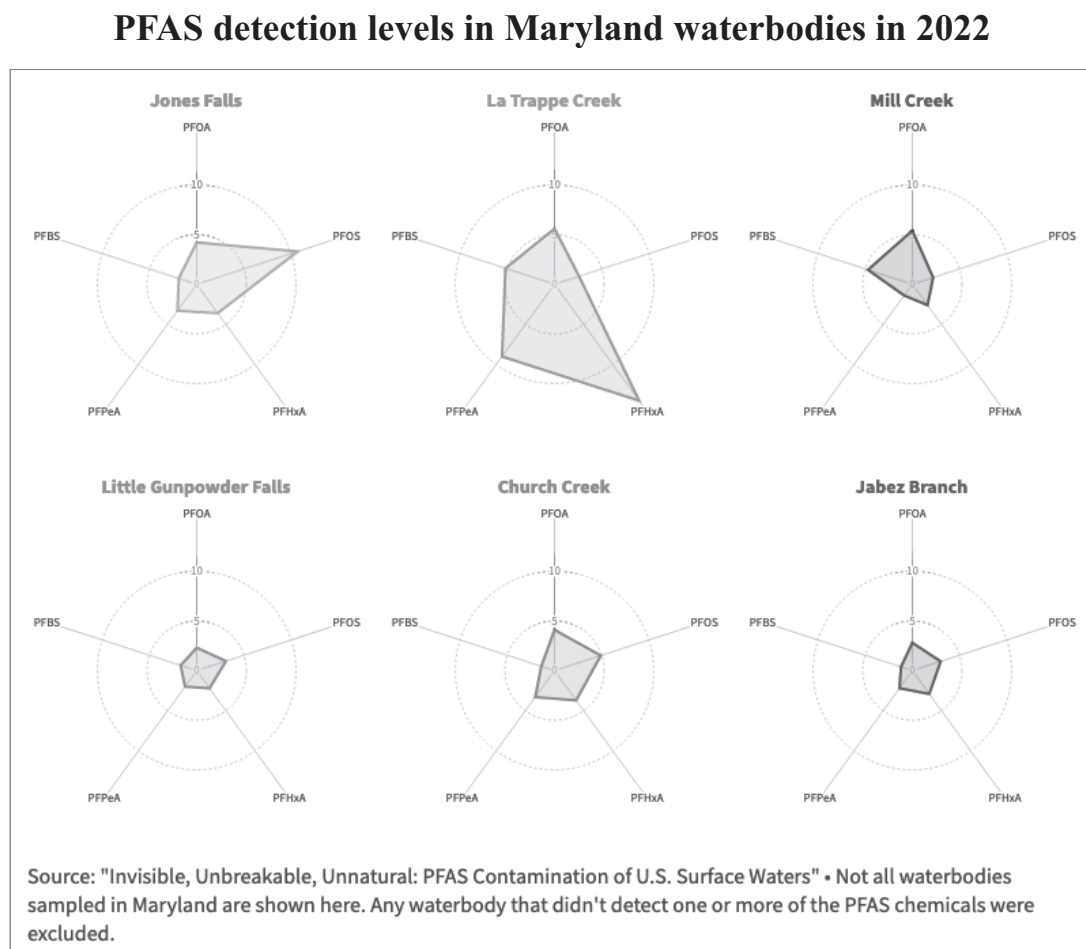 PFAS detection levels in Maryland waterbodies in 2022
Jones Falls
PFOA
10
5
PFBS
PFOS
0
PFPeA
PFHxA
La Trappe Creek
PFOA
10
PFBS
PFOS
0
PFPeA
PFHxA
Mill Creek
PFOA
10
PFBS
PFOS
0
PFPeA
PFHxA
Little Gunpowder Falls
PFOA
10
5
PFBS
PFOS
0
PFPeA
PFHxA
Church Creek
PFOA
10
5
PFBS
PFOS
0
PFPeA
PFHxA
Jabez Branch
PFOA
10
5
PFBS
PFOS
0
PFPeA
PFHxA
Source: "Invisible, Unbreakable, Unnatural: PFAS Contamination of U.S. Surface Waters" • Not all waterbodies
sampled in Maryland are shown here. Any waterbody that didn't detect one or more of the PFAS chemicals were
excluded.